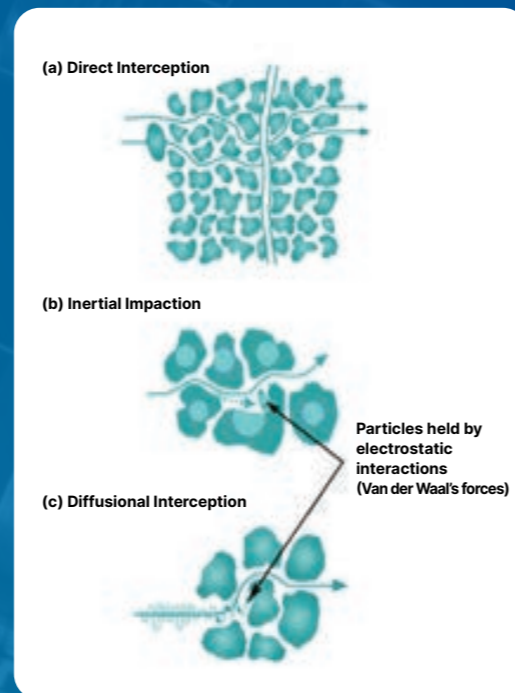 (a) Direct Interception
(b) Inertial Impaction
Particles held by
electrostatic
interactions
(Van der Waal's forces)
(c) Diffusional Interception